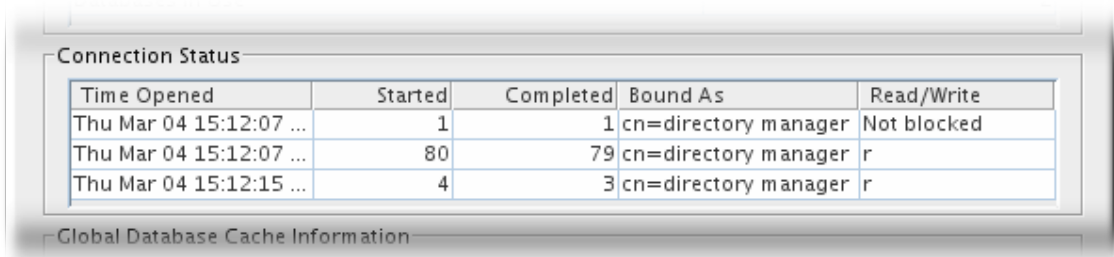 Connection Status
Time Opened Started Completed Bound As Read/Write
Thu Mar 04 15:12:07 ... 1 1 cn=directory manager Not blocked
Thu Mar 04 15:12:07 ... 80 79 cn=directory manager r
Thu Mar 04 15:12:15 ... 4 3 cn=directory manager r
Global Database Cache Information